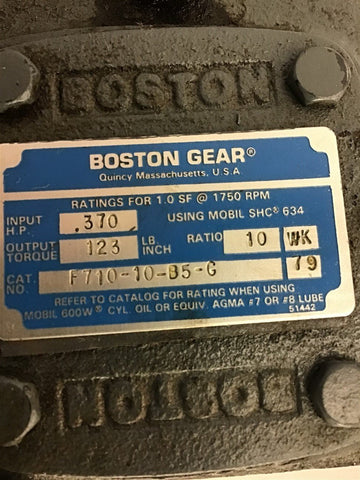 BOSTON
BOSTON GEAR®
Quincy Massachusetts, U.S.A.
RATINGS FOR 1.0 SF @ 1750 RPM
INPUT H.P. .370 USING MOBIL SHC® 634
OUTPUT TORQUE 123 LB. INCH RATIO 10 WK
CAT. NO. F710-10-B5-G 79
REFER TO CATALOG FOR RATING WHEN USING
MOBIL 600W® CYL. OIL OR EQUIV. AGMA #7 OR #8 LUBE
51442
BOSTON